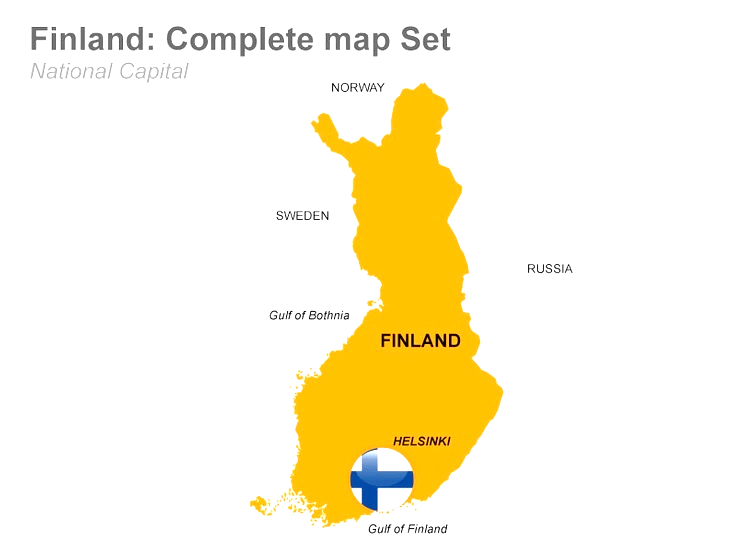 Finland: Complete map Set
National Capital
NORWAY
SWEDEN
RUSSIA
Gulf of Bothnia
FINLAND
HELSINKI
Gulf of Finland